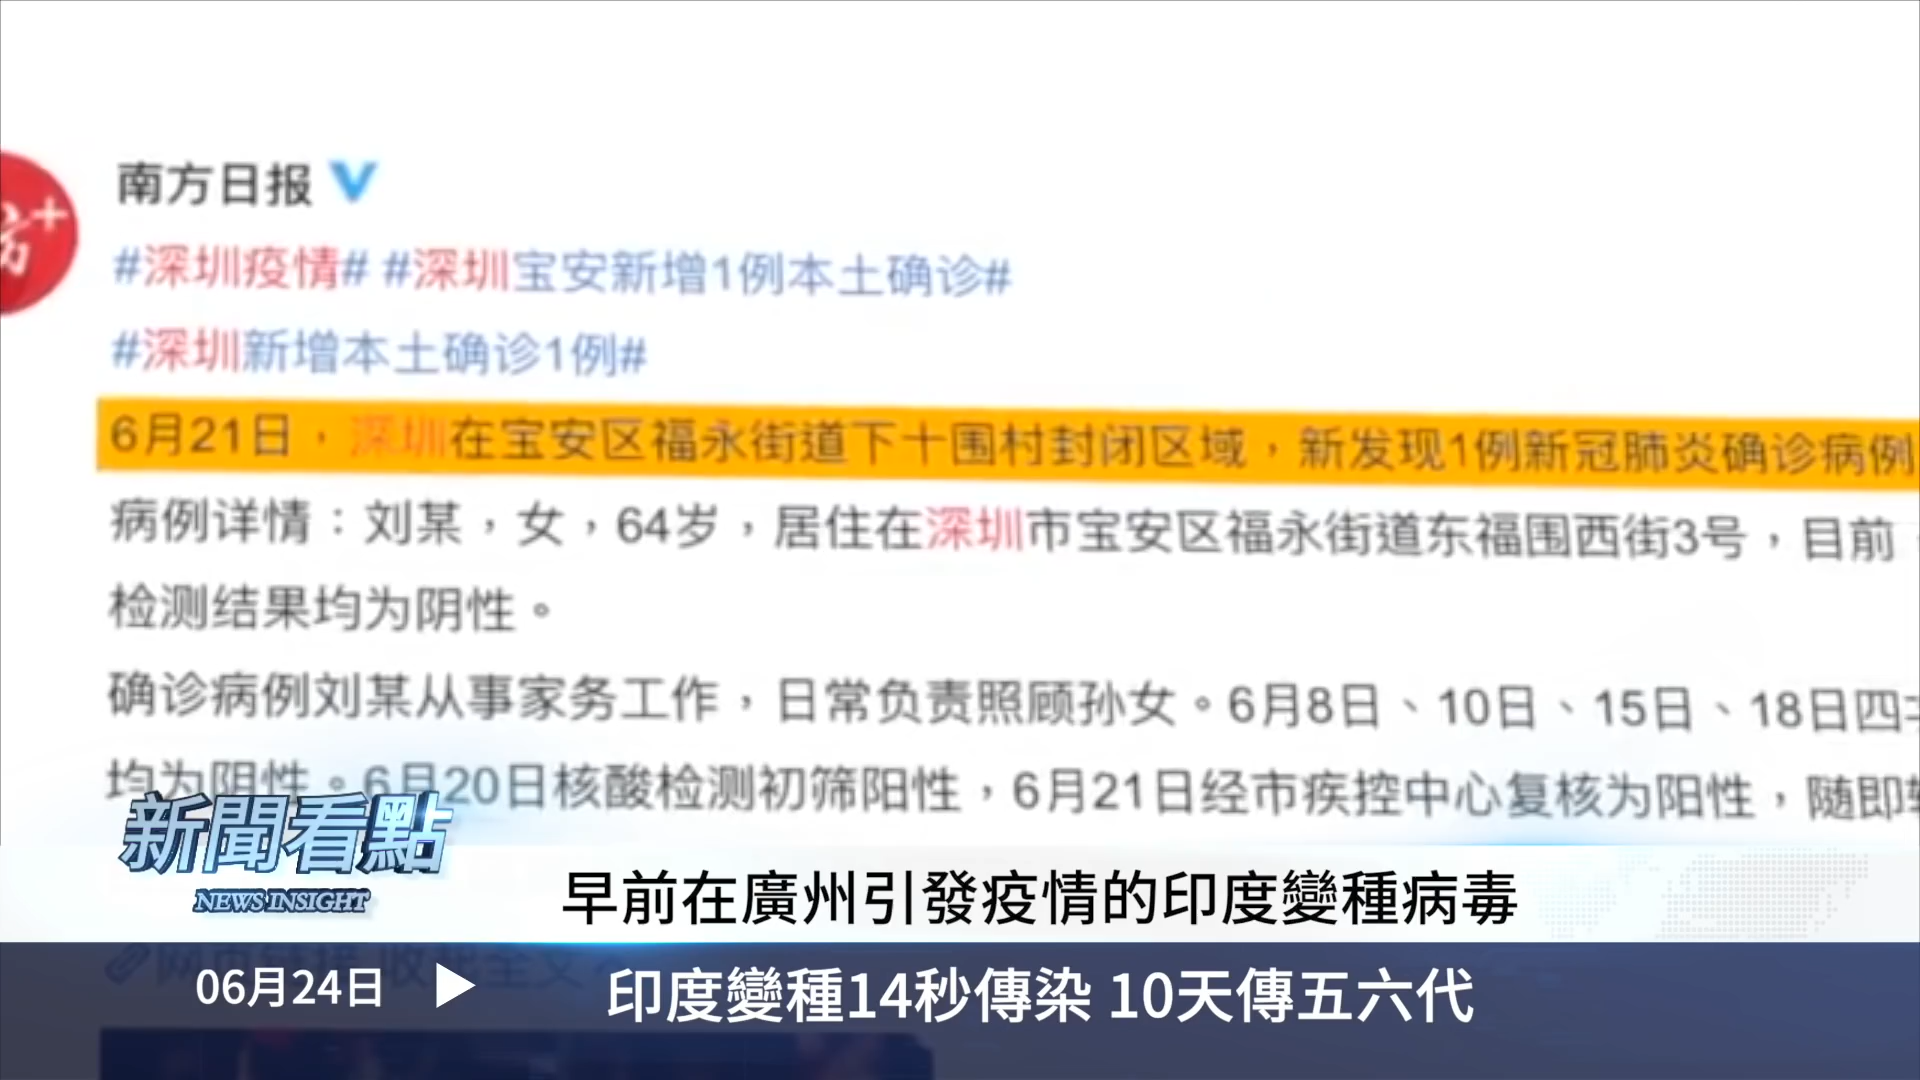 南方日报
#深圳疫情# #深圳宝安新增1例本土确诊#
#深圳新增本土确诊1例#
6月21日，深圳在宝安区福永街道下十围村封闭区域，新发现1例新冠肺炎确诊病例
病例详情：刘某，女，64岁，居住在深圳市宝安区福永街道东福围西街3号，目前
检测结果均为阴性。
确诊病例刘某从事家务工作，日常负责照顾孙女。6月8日、10日、15日、18日四
均为阴性。6月20日核酸检测初筛阳性，6月21日经市疾控中心复核为阳性，随即
新聞看點
NEWS INSIGHT
早前在廣州引發疫情的印度變種病毒
06月24日
印度變種14秒傳染 10天傳五六代